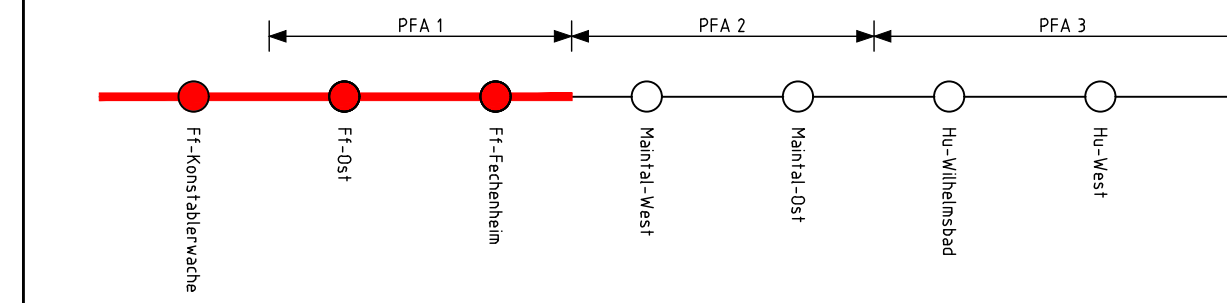 PFA 1
PFA 2
PFA 3
Ff-Konstablerwache
Ff-Ost
Ff-Fechenheim
Maintal-West
Maintal-Ost
Hu-Wilhelmsbad
Hu-West